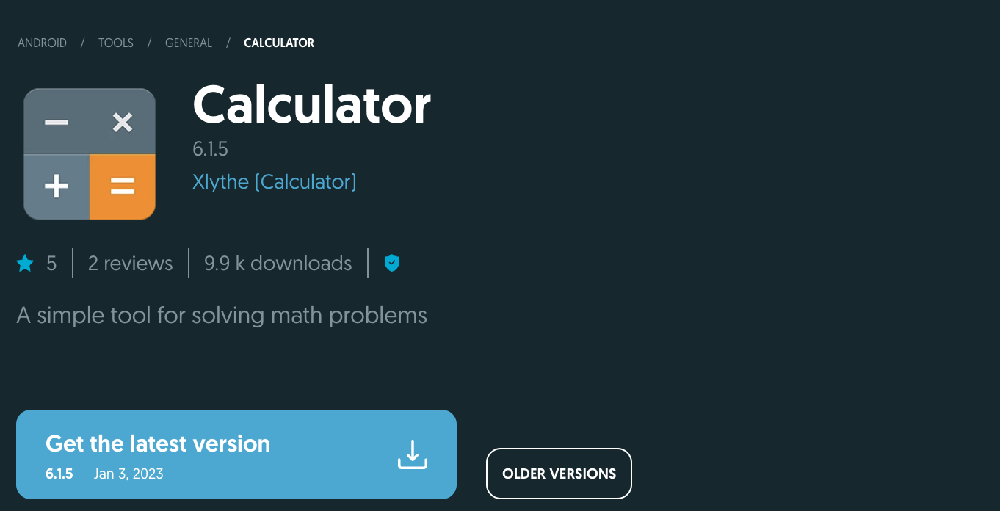 ANDROID / TOOLS / GENERAL / CALCULATOR
Calculator
6.1.5
Xlythe (Calculator)
5 | 2 reviews | 9.9 k downloads |
A simple tool for solving math problems
Get the latest version
6.1.5 Jan 3, 2023
OLDER VERSIONS